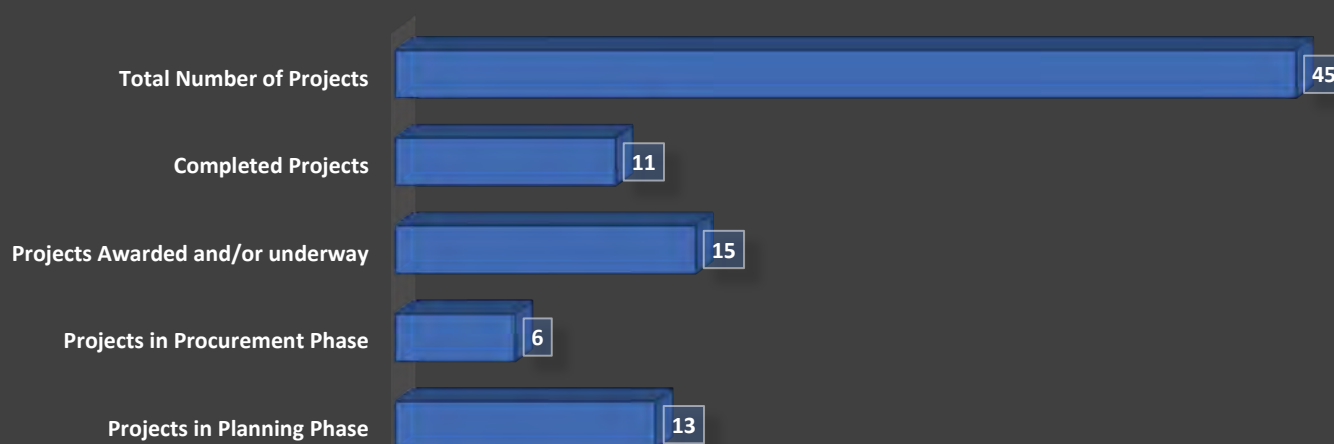 Total Number of Projects 45
Completed Projects 11
Projects Awarded and/or underway 15
Projects in Procurement Phase 6
Projects in Planning Phase 13